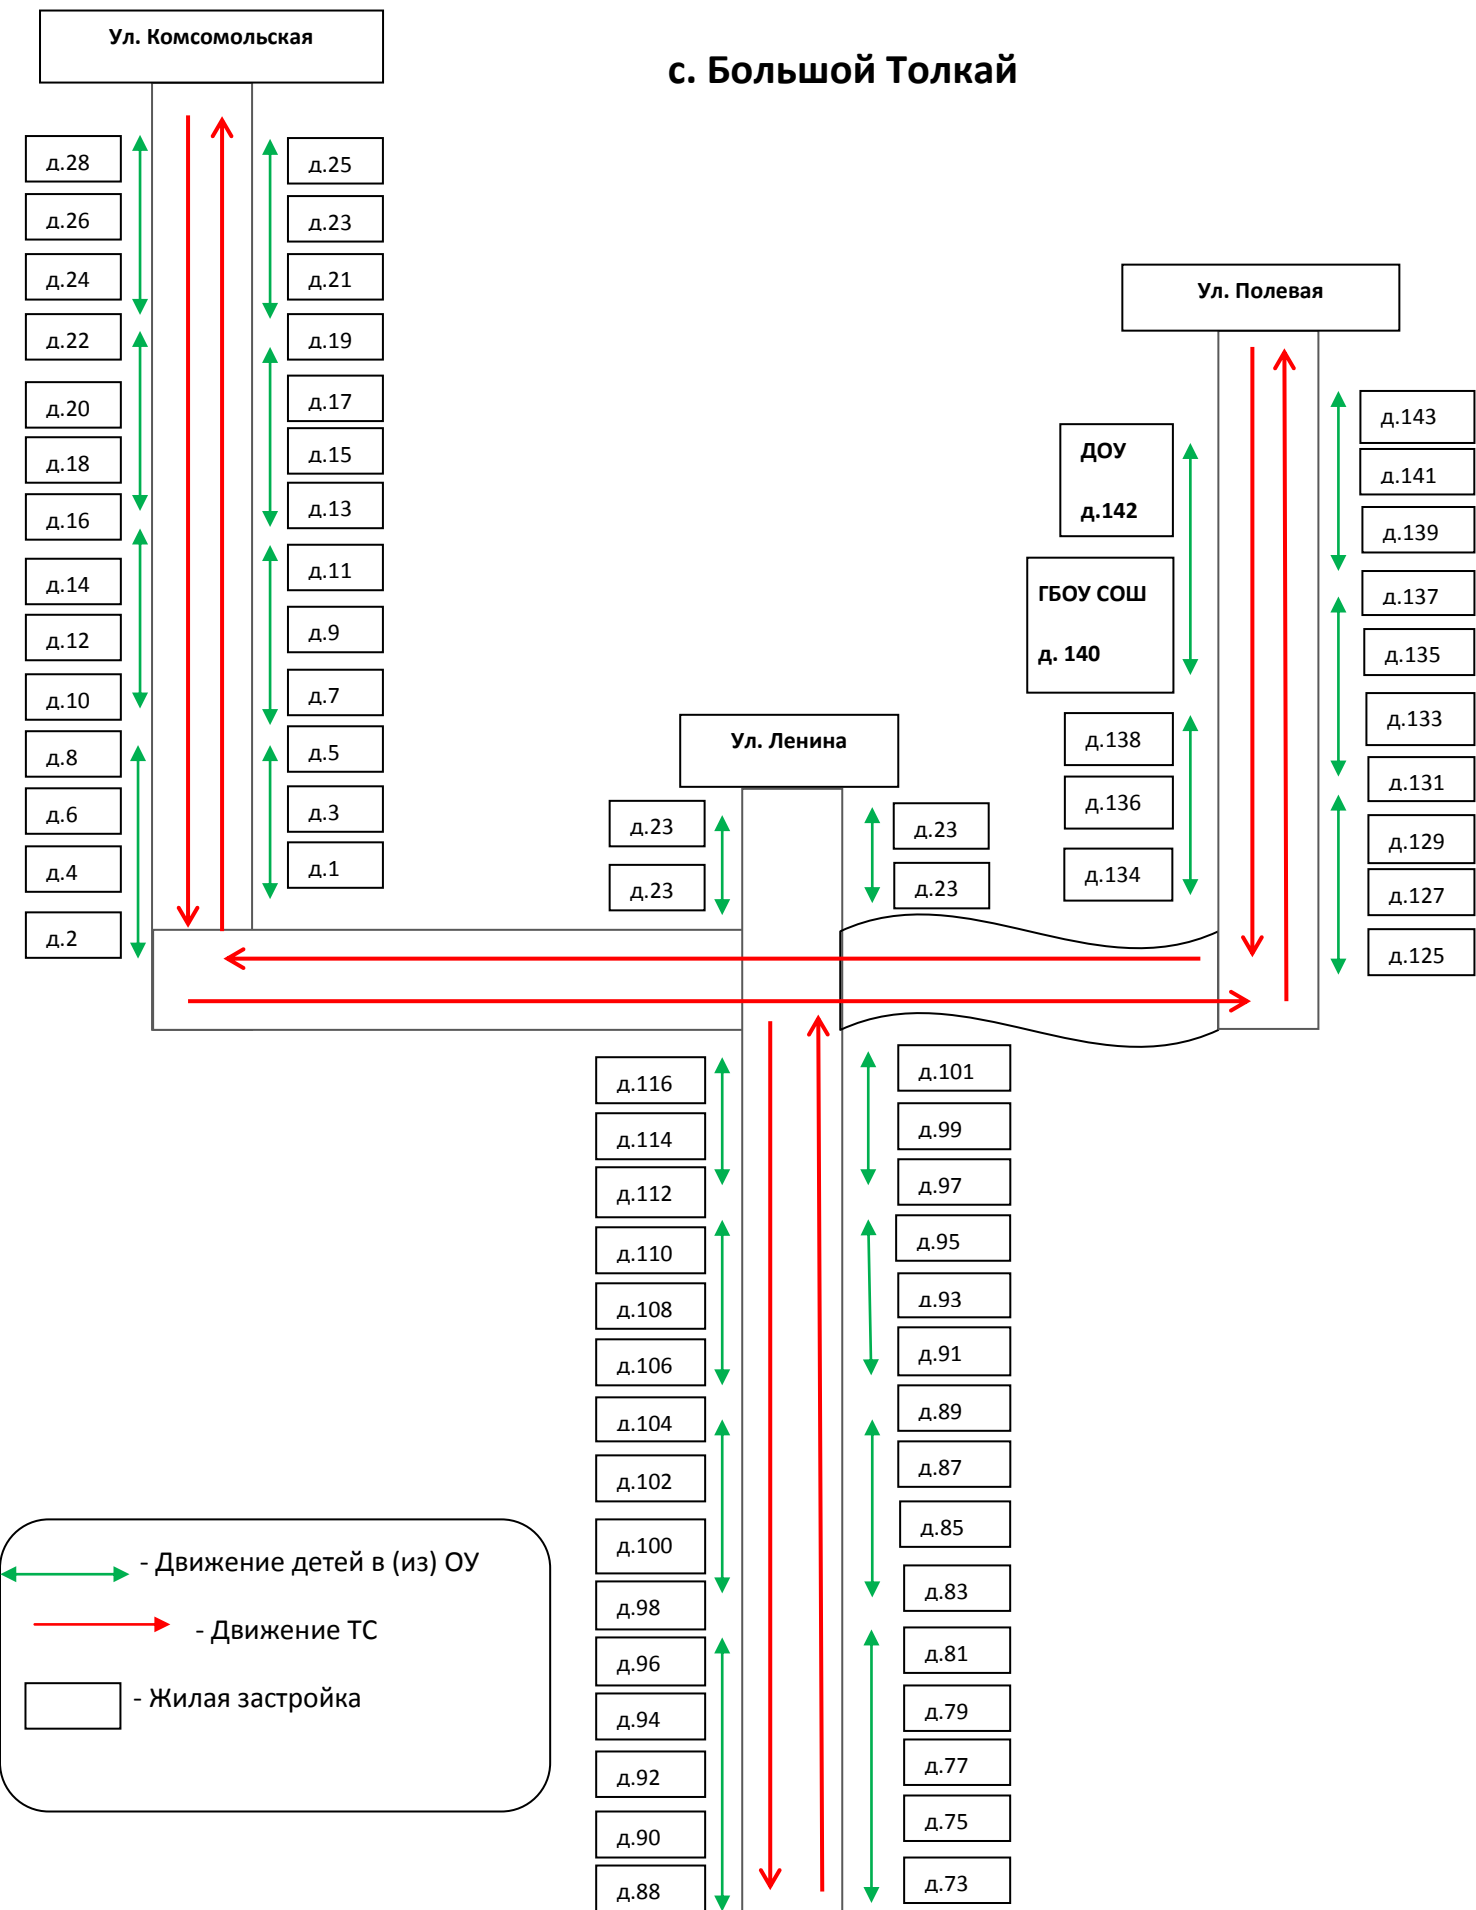 Ул. Комсомольская
с. Большой Толкай
д.28
д.26
д.24
д.22
д.20
д.18
д.16
д.14
д.12
д.10
д.8
д.6
д.4
д.2
д.25
д.23
д.21
д.19
д.17
д.15
д.13
д.11
д.9
д.7
д.5
д.3
д.1
Ул. Полевая
ДОУ
д.142
ГБОУ СОШ
д. 140
д.138
д.136
д.134
д.143
д.141
д.139
д.137
д.135
д.133
д.131
д.129
д.127
д.125
Ул. Ленина
д.23
д.23
д.23
д.23
д.116
д.114
д.112
д.110
д.108
д.106
д.104
д.102
д.100
д.98
д.96
д.94
д.92
д.90
д.88
д.101
д.99
д.97
д.95
д.93
д.91
д.89
д.87
д.85
д.83
д.81
д.79
д.77
д.75
д.73
- Движение детей в (из) ОУ
- Движение ТС
- Жилая застройка